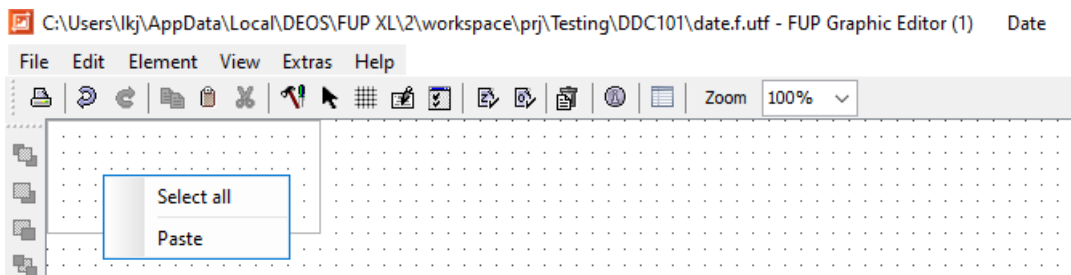 C:\Users\lkj\AppData\Local\DEOS\FUP XL\2\workspace\prj\Testing\DDC101\date.f.utf - FUP Graphic Editor (1) Date
File Edit Element View Extras Help
Zoom 100%
Select all
Paste